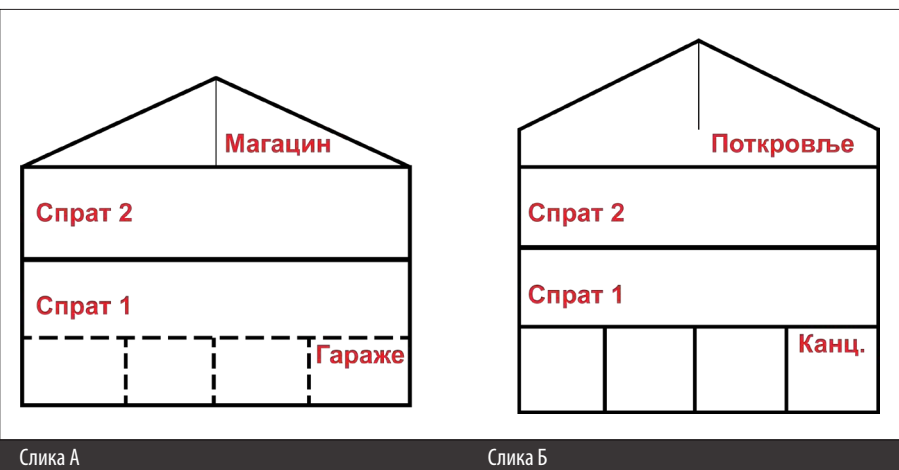 Магацин
Спрат 2
Спрат 1
Гараже
Поткровље
Спрат 2
Спрат 1
Канц.
Слика А
Слика Б